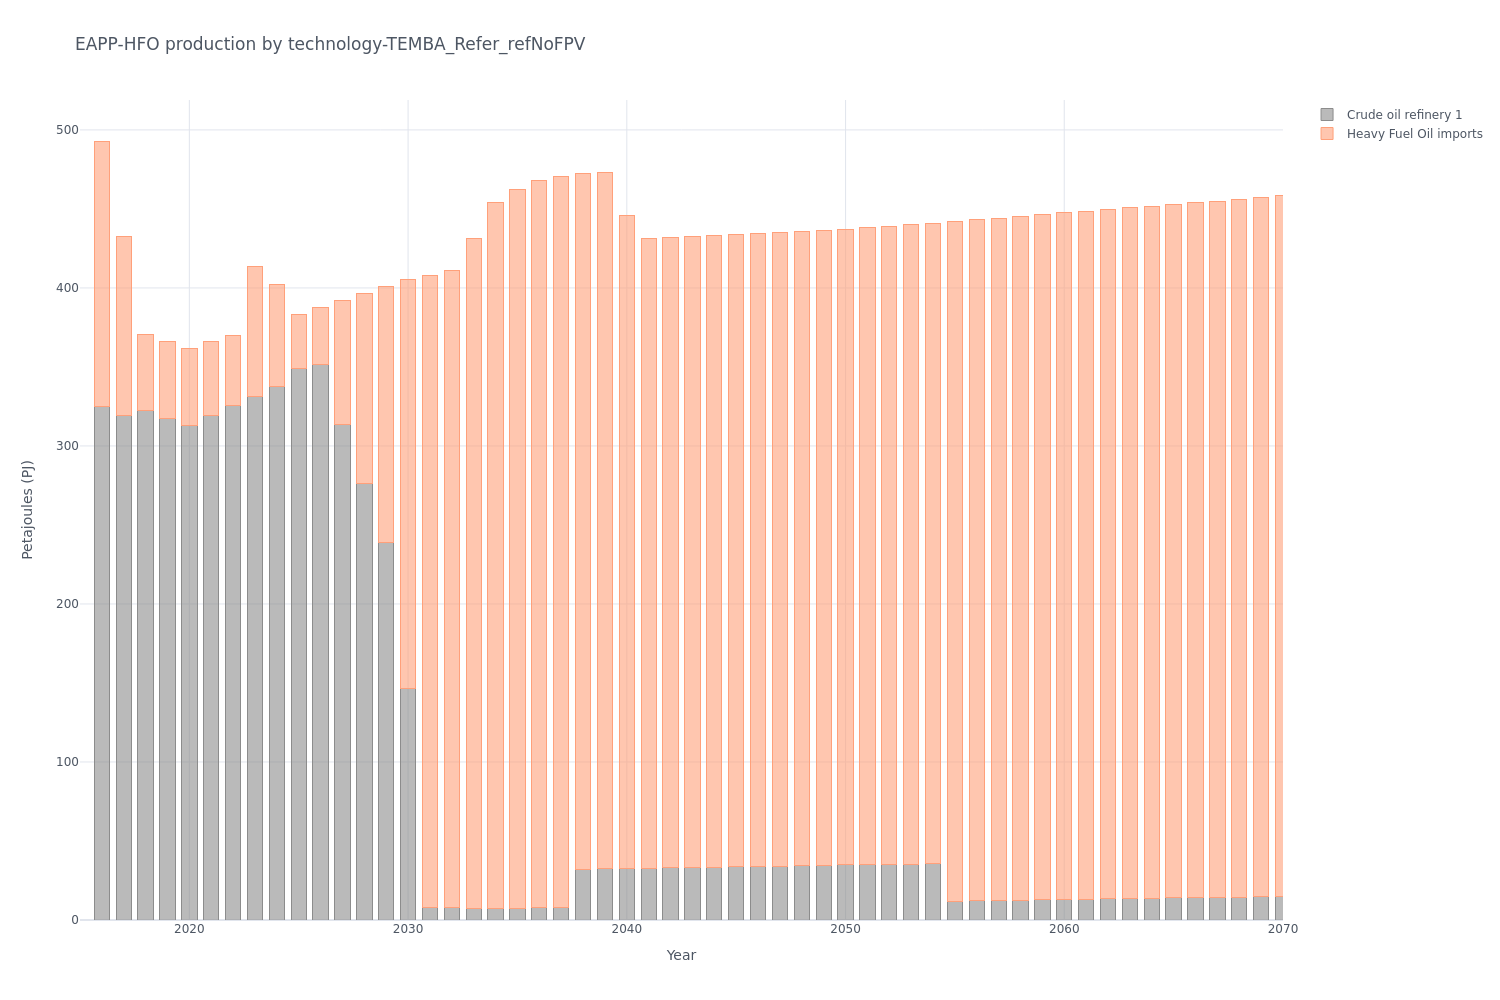 EAPP-HFO production by technology-TEMBA_Refer_refNoFPV
Crude oil refinery 1
Heavy Fuel Oil imports
500
400
300
200
100
0
Petajoules (PJ)
2020
2030
2040
2050
2060
2070
Year